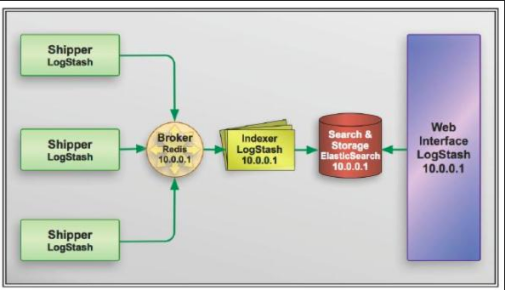 Shipper
LogStash
Shipper
LogStash
Shipper
LogStash
Broker
Redis
10.0.0.1
Indexer
LogStash
10.0.0.1
Search &
Storage
ElasticSearch
10.0.0.1
Web
Interface
LogStash
10.0.0.1